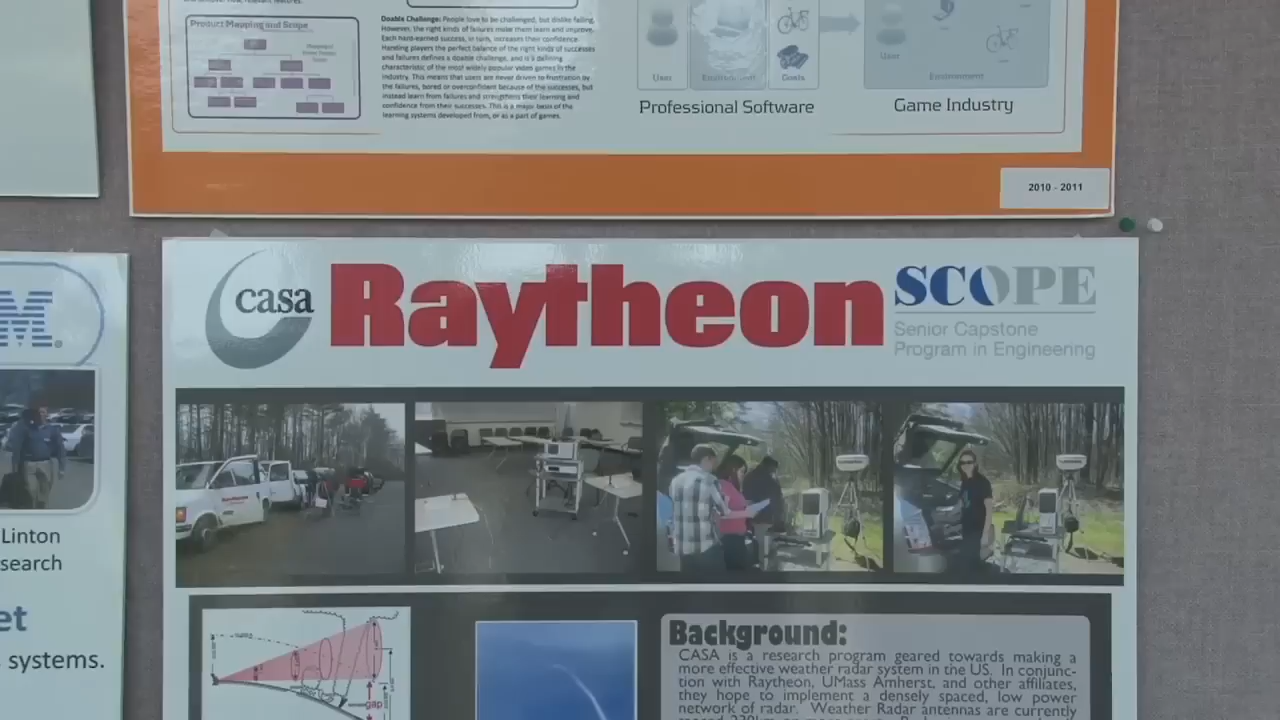 Product Mapping and Scope
Double Challenge: People love to be challenged, but dislike failing.
However, the right kinds of failures make them learn and improve.
Each hard-earned success, in turn, increases their confidence.
Handing players the perfect balance of the right kinds of successes
and failures defines a doable challenge, and is a defining
characteristic of the most widely popular video games in the
industry. This means that users are never driven to frustration by
the failures, bored or overconfident because of the successes, but
instead learn from failures and strengthens their learning and
confidence from their successes. This is a major basis of the
learning systems developed from, or as a part of games.
User
Environment
Goals
Professional Software
User
Environment
Game Industry
2010 - 2011
M.
Linton
search
et
systems.
casa
Raytheon
SCOPE
Senior Capstone
Program in Engineering
gap
Background:
CASA is a research program geared towards making a
more effective weather radar system in the US. In conjunc-
tion with Raytheon, UMass Amherst, and other affiliates,
they hope to implement a densely spaced, low power
network of radar. Weather Radar antennas are currently